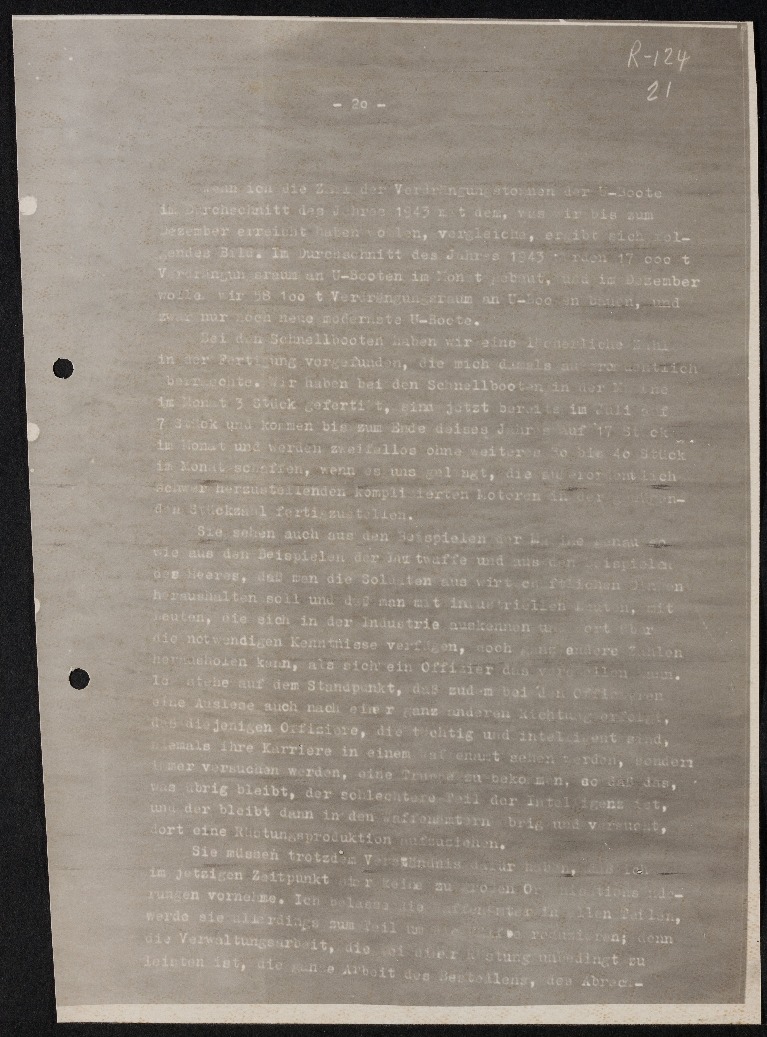 R-124
21
- 2o -
wenn ich die Zahl der Verdrängungstonnen der U-Boote
im Durchschnitt des Jahres 1943 mit dem, was wir bis zum
Dezember erreicht haben wollen, vergleiche, ergibt sich fol-
gendes Bild. Im Durchschnitt des Jahres 1943 wurden 17 ooo t
Verdrängungsraum an U-Booten im Monat gebaut, und im Dezember
wollen wir 58 1oo t Verdrängungsraum an U-Booten bauen, und
zwar nur noch neue modernste U-Boote.
Bei den Schnellbooten haben wir eine lächerliche Zahl
in der Fertigung vorgefunden, die mich damals ausserordentlich
überraschte. Wir haben bei den Schnellbooten in der Marine
im Monat 3 Stück gefertigt, sind jetzt bereits im Juli auf
7 Stück und kommen bis zum Ende deises Jahres auf 17 Stück
im Monat und werden zweifellos ohne weiteres 3o bis 4o Stück
im Monat schaffen, wenn es uns gelingt, die außerordentlich
schwer herzustellenden komplizierten Motoren in der
den Stückzahl fertigzustellen.
Sie sehen auch aus den Beispielen der Marine genau so
wie aus den Beispielen der Luftwaffe und aus den Beispielen
des Heeres, daß man die Soldaten aus wirtschaftlichen Dingen
heraushalten soll und daß man mit industriellen Leuten, mit
Leuten, die sich in der Industrie auskennen und dort über
die notwendigen Kenntnisse verfügen, doch ganz andere Zahlen
herausholen kann, als sich ein Offizier das vorstellen kann.
Ich stehe auf dem Standpunkt, daß zudem bei den Offizieren
eine Auslese auch nach einer ganz anderen Richtung erfolgt,
daß diejenigen Offiziere, die tüchtig und intelligent sind,
niemals ihre Karriere in einem Waffenamt sehen werden, sondern
immer versuchen werden, eine Truppe zu bekommen, so daß das,
was übrig bleibt, der schlechtere Teil der Intelligenz ist,
und der bleibt dann in den Waffenämtern übrig und versucht,
dort eine Rüstungsproduktion aufzuziehen.
Sie müssen trotzdem Verständnis dafür haben, daß ich
im jetzigen Zeitpunkt aber keine zu großen Organisationsände-
rungen vornehme. Ich belasse die Waffenämter in allen Teilen,
werde sie allerdings zum Teil um die Hälfte reduzieren; denn
die Verwaltungsarbeit, die bei einer Rüstung unbedingt zu
leisten ist, die ganze Arbeit des Bestellens, des Abrech-